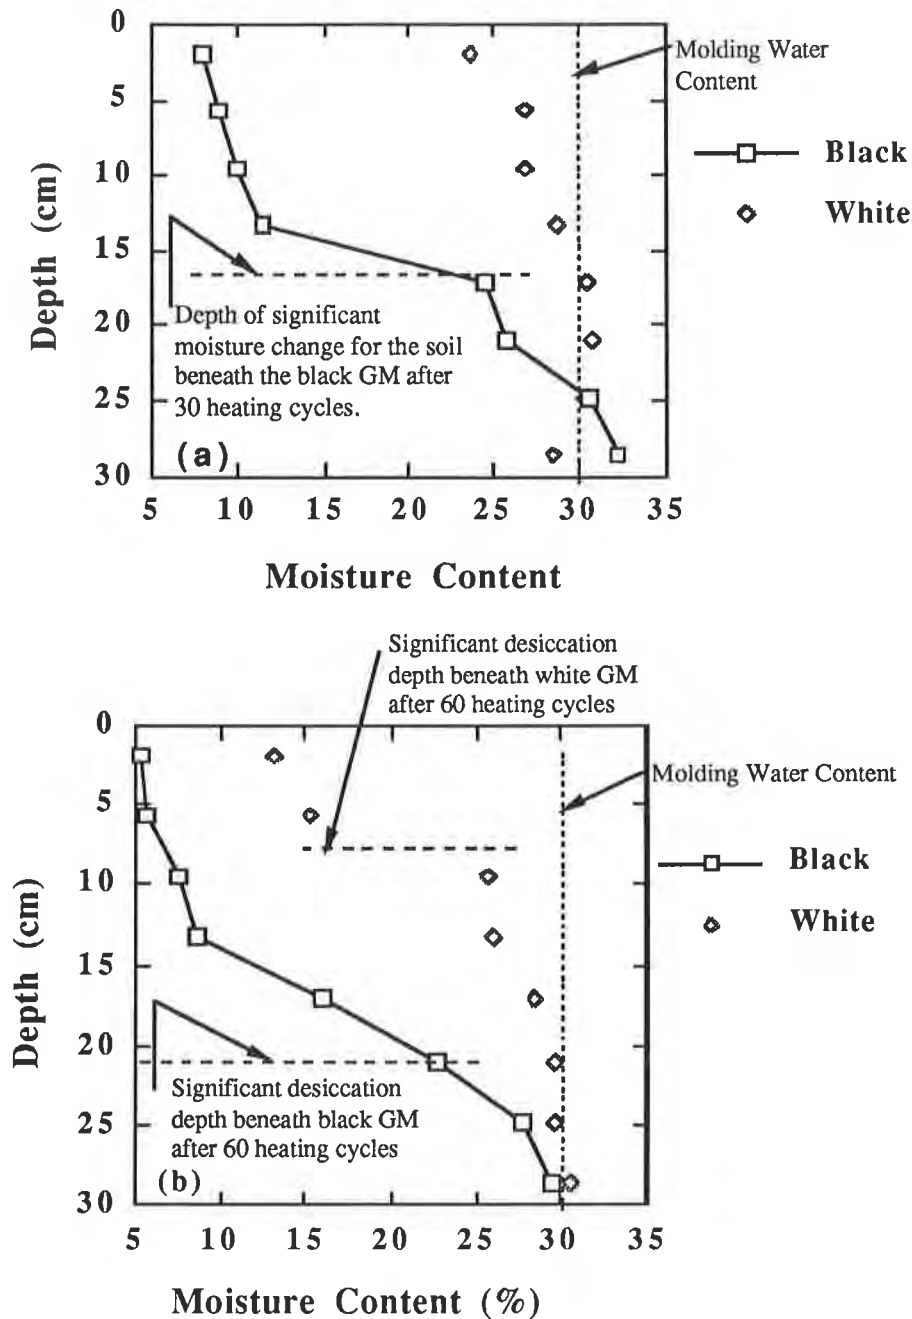 0
5
10
15
20
25
30
Depth (cm)
Molding Water
Content
Black
White
Depth of significant
moisture change for the soil
beneath the black GM after
30 heating cycles.
(a)
5 10 15 20 25 30 35
Moisture Content
Significant desiccation
depth beneath white GM
after 60 heating cycles
0
5
10
15
20
25
30
Depth (cm)
Molding Water Content
Black
White
Significant desiccation
depth beneath black GM
after 60 heating cycles
(b)
5 10 15 20 25 30 35
Moisture Content (%)